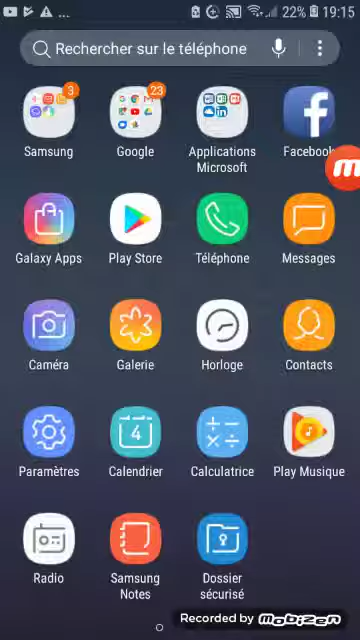 ... 22% 19:15
Rechercher sur le téléphone
3 23
Samsung Google Applications Microsoft Facebook
Galaxy Apps Play Store Téléphone Messages
Caméra Galerie Horloge Contacts
4
Paramètres Calendrier Calculatrice Play Musique
Radio Samsung Notes Dossier sécurisé
Recorded by Mobizen